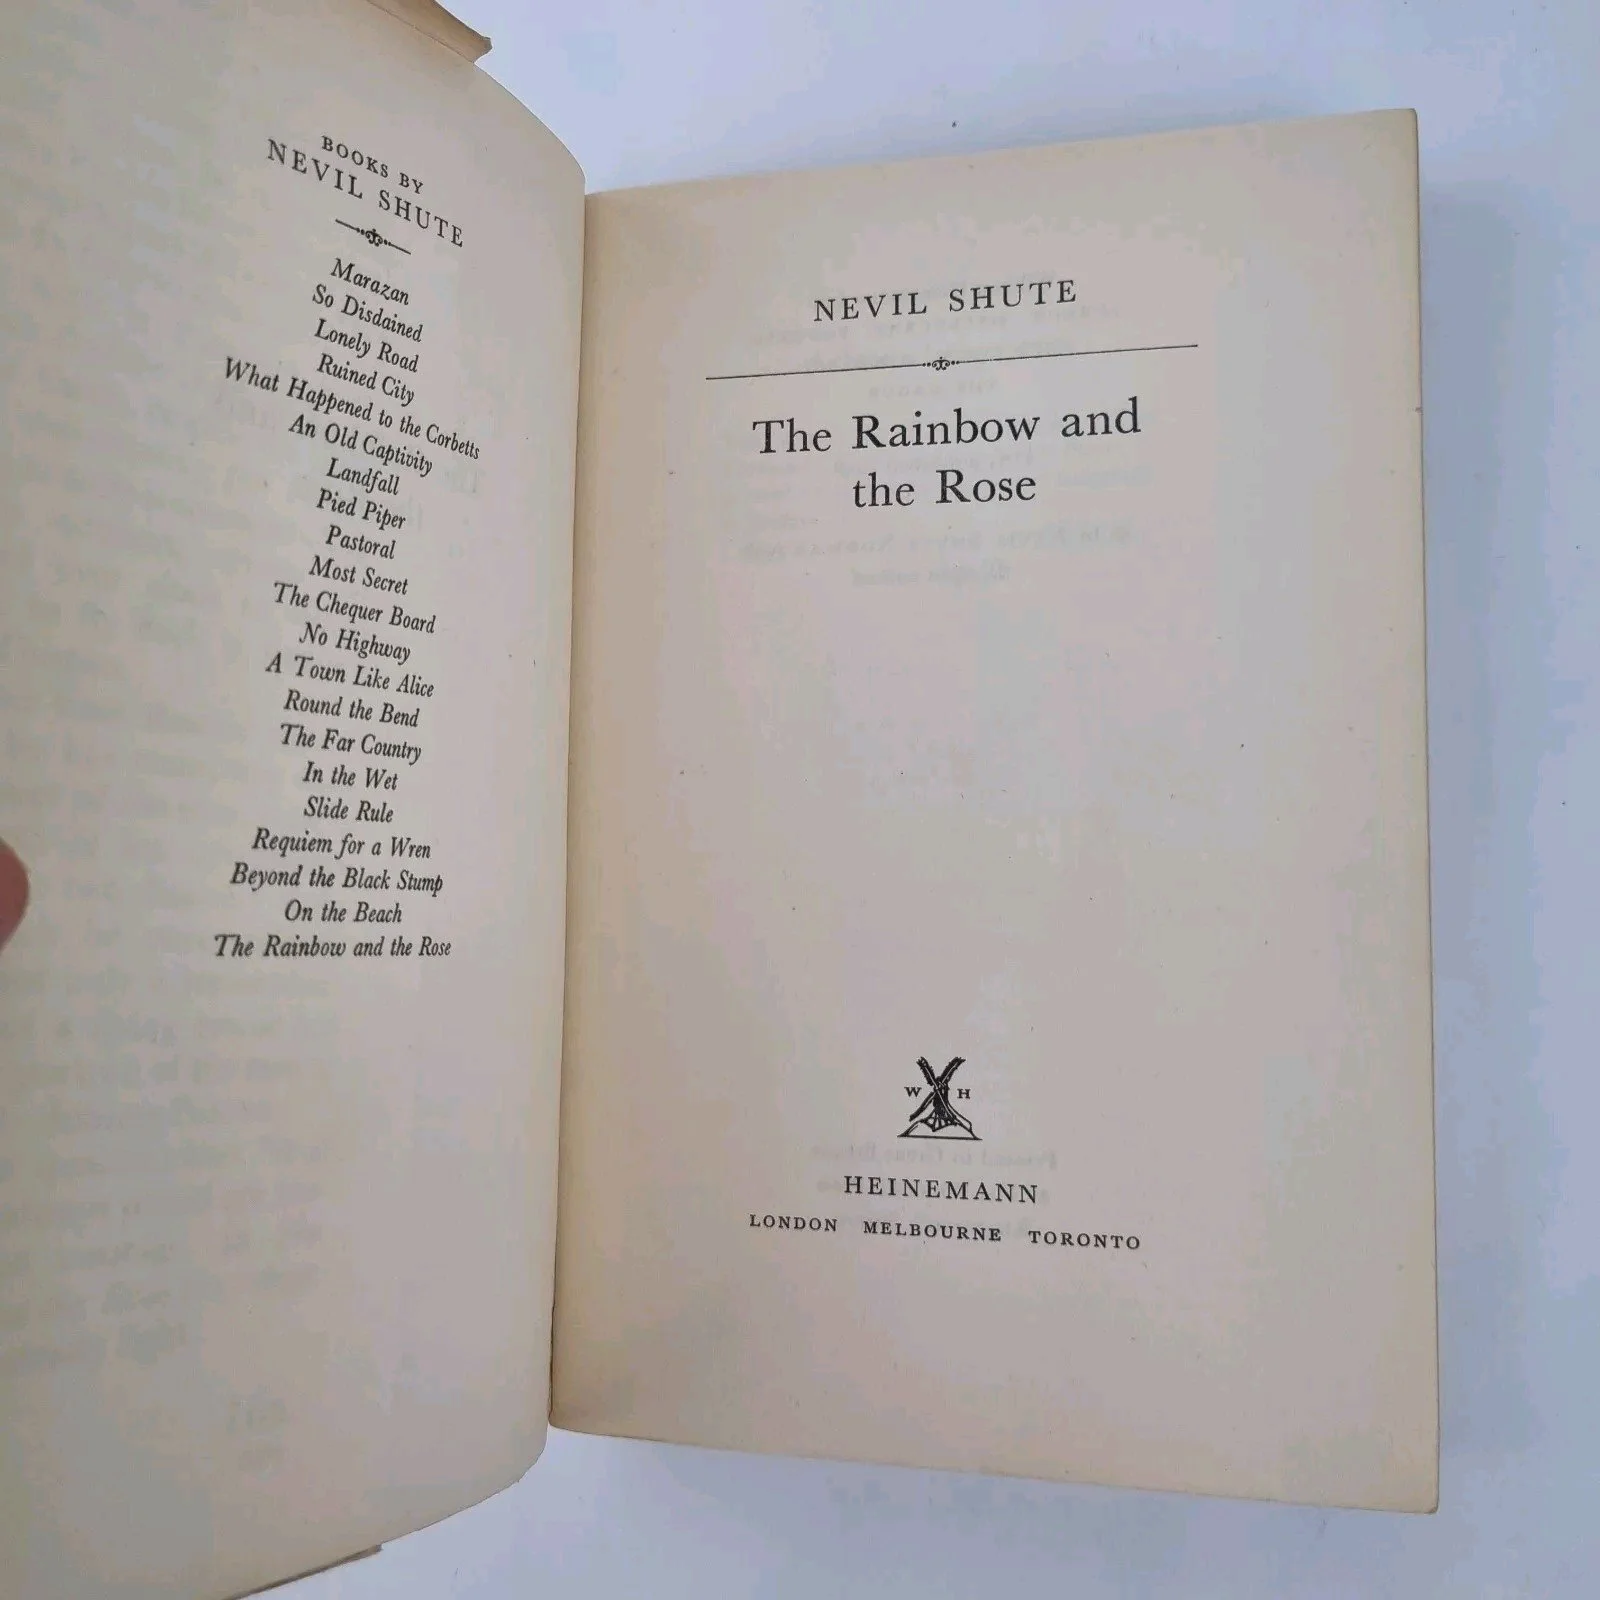 BOOKS BY
NEVIL SHUTE
Marazan
So Disdained
Lonely Road
Ruined City
What Happened to the Corbetts
An Old Captivity
Landfall
Pied Piper
Pastoral
Most Secret
The Chequer Board
No Highway
A Town Like Alice
Round the Bend
The Far Country
In the Wet
Slide Rule
Requiem for a Wren
Beyond the Black Stump
On the Beach
The Rainbow and the Rose
NEVIL SHUTE
The Rainbow and
the Rose
W H
HEINEMANN
LONDON MELBOURNE TORONTO